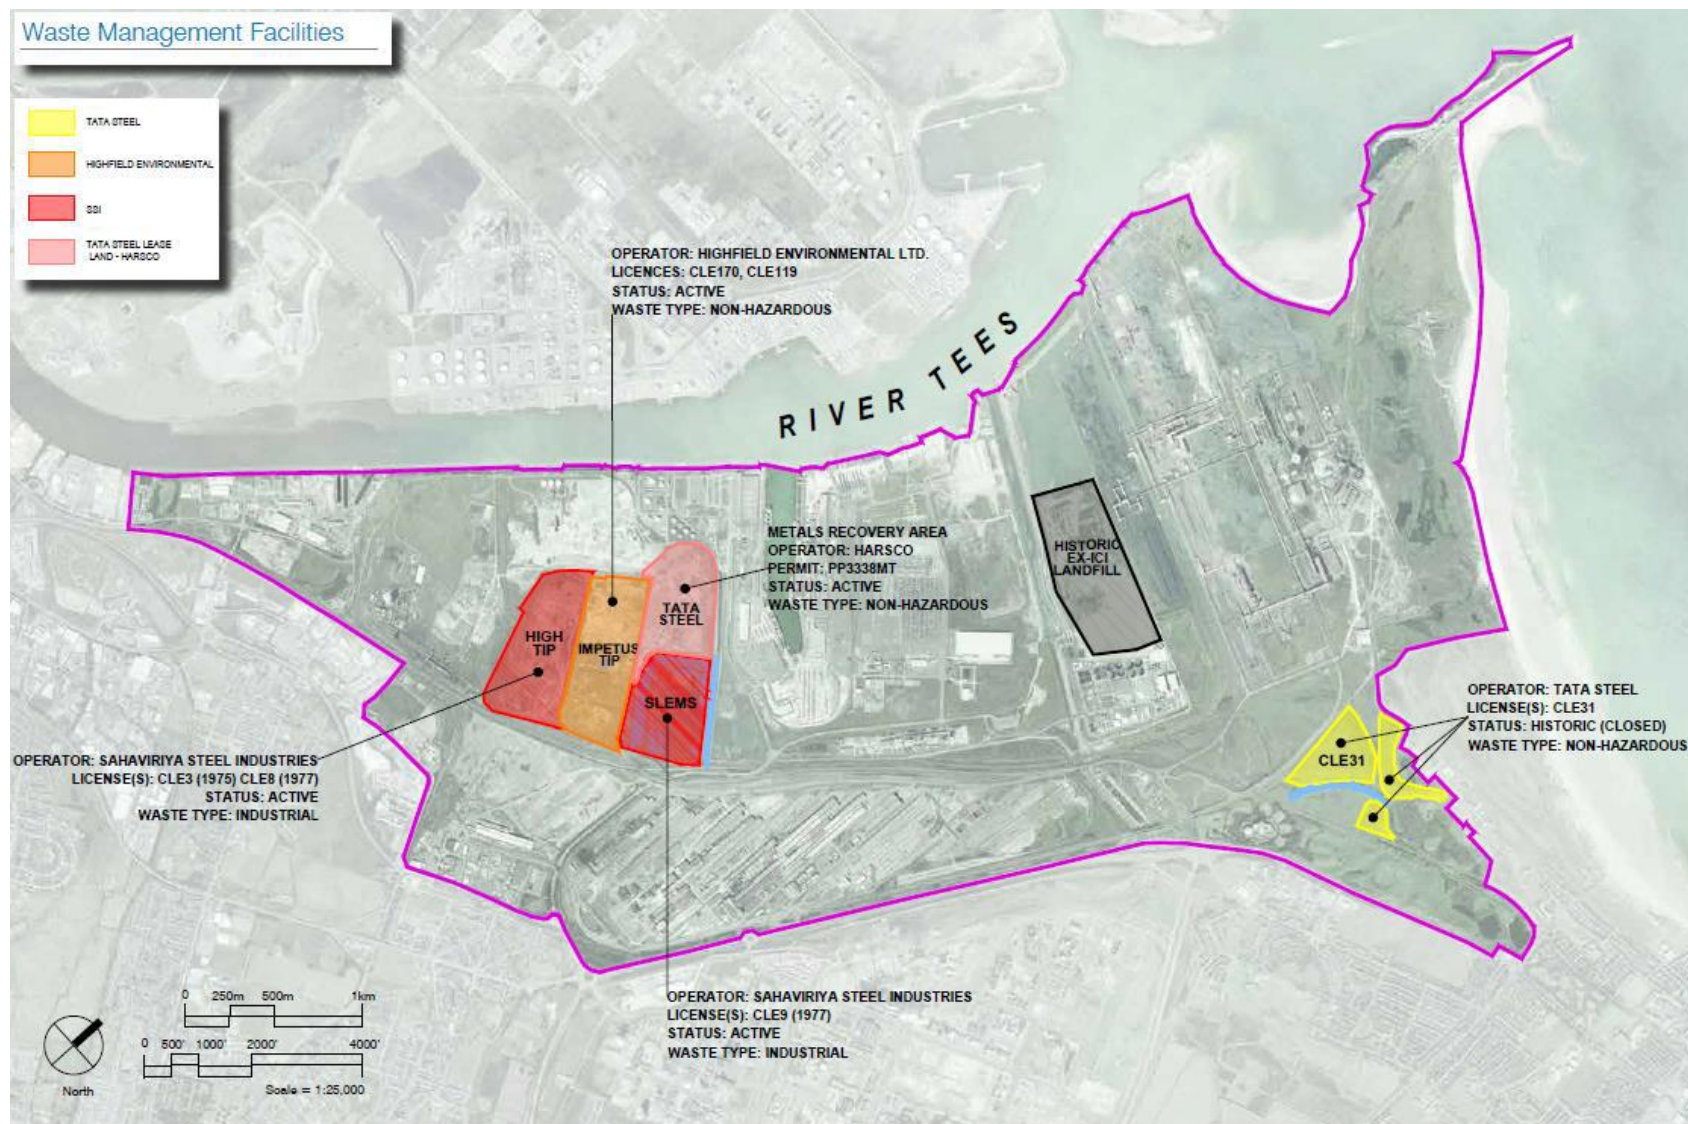 Waste Management Facilities
TATA STEEL
HIGHFIELD ENVIRONMENTAL
SSI
TATA STEEL LEASE
LAND - HARSCO
OPERATOR: HIGHFIELD ENVIRONMENTAL LTD.
LICENCES: CLE170, CLE119
STATUS: ACTIVE
WASTE TYPE: NON-HAZARDOUS
RIVER TEES
METALS RECOVERY AREA
OPERATOR: HARSCO
PERMIT: PP3338MT
STATUS: ACTIVE
WASTE TYPE: NON-HAZARDOUS
HISTORIC
EX-ICI
LANDFILL
TATA
STEEL
HIGH
TIP
IMPETUS
TIP
SLEMS
OPERATOR: TATA STEEL
LICENSE(S): CLE31
STATUS: HISTORIC (CLOSED)
WASTE TYPE: NON-HAZARDOUS
CLE31
OPERATOR: SAHAVIRIYA STEEL INDUSTRIES
LICENSE(S): CLE3 (1975) CLE8 (1977)
STATUS: ACTIVE
WASTE TYPE: INDUSTRIAL
OPERATOR: SAHAVIRIYA STEEL INDUSTRIES
LICENSE(S): CLE9 (1977)
STATUS: ACTIVE
WASTE TYPE: INDUSTRIAL
0 250m 500m 1km
0 500' 1000' 2000' 4000'
North
Scale = 1:25,000